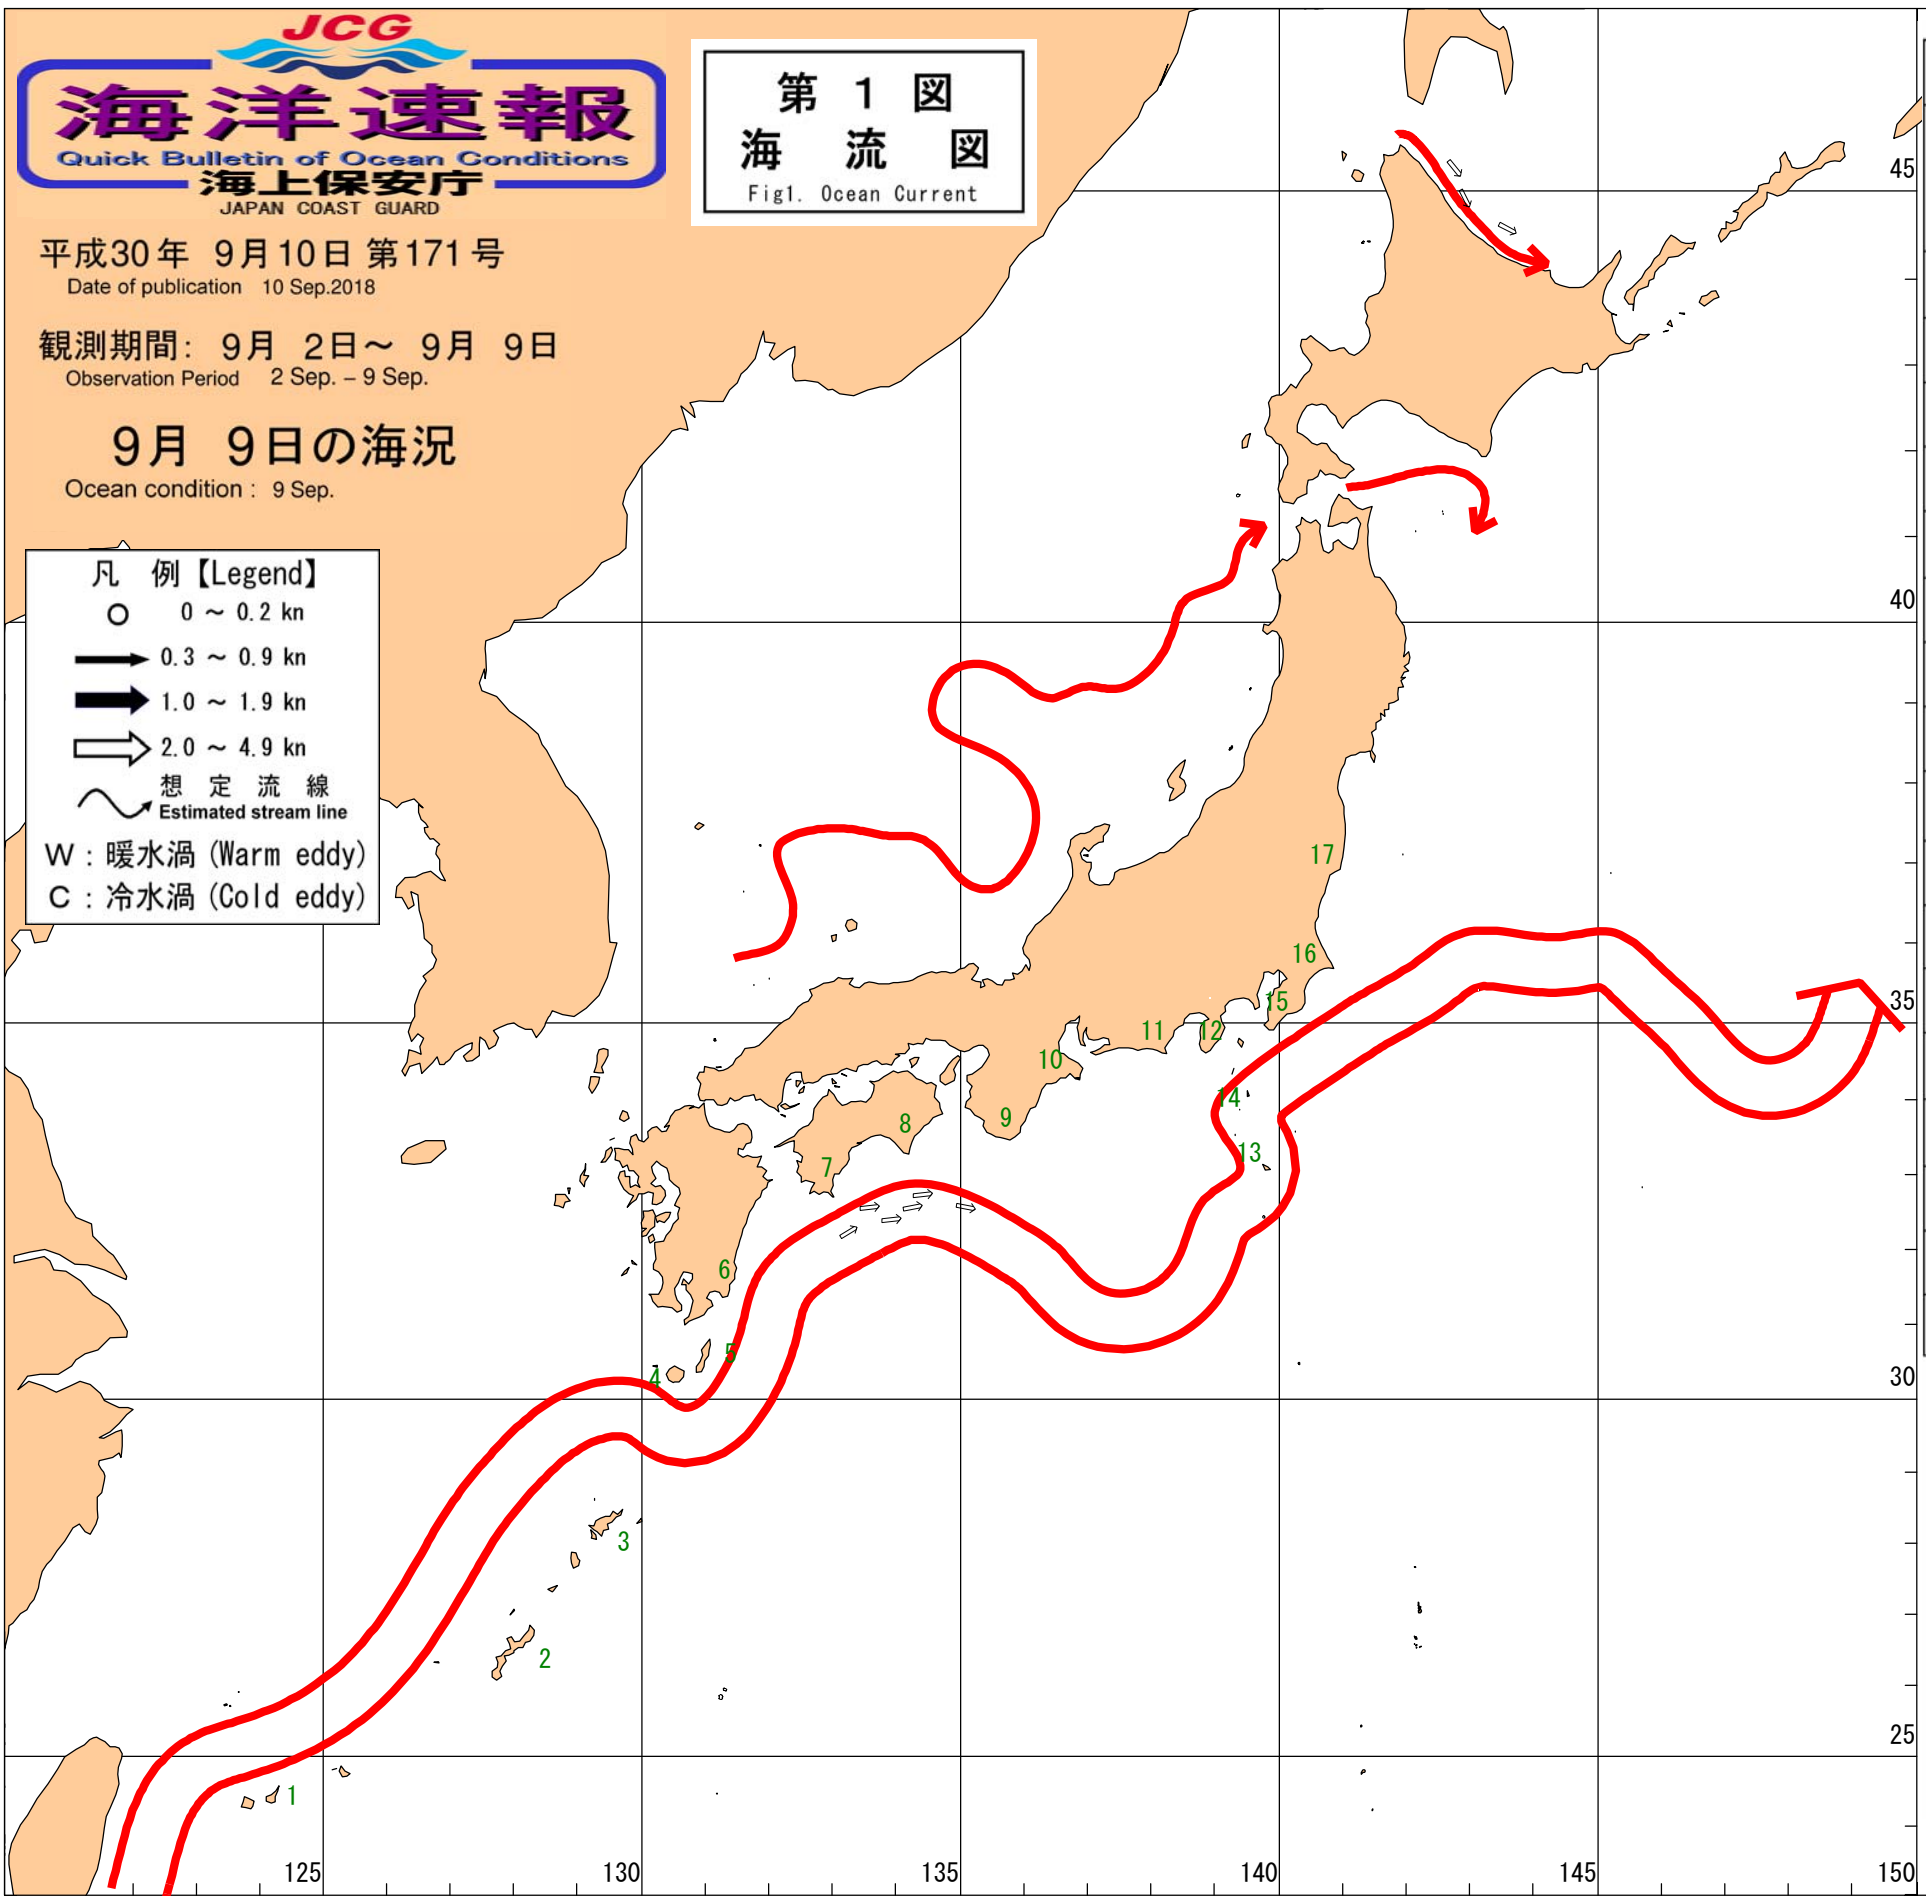 JCG
海洋速報
Quick Bulletin of Ocean Conditions
海上保安庁
JAPAN COAST GUARD
第 1 図
海 流 図
Fig1. Ocean Current
平成30年 9月10日 第171号
Date of publication 10 Sep.2018
観測期間: 9月 2日～ 9月 9日
Observation Period 2 Sep. – 9 Sep.
9月 9日の海況
Ocean condition : 9 Sep.
凡 例【Legend】
0 ～ 0.2 kn
0.3 ～ 0.9 kn
1.0 ～ 1.9 kn
2.0 ～ 4.9 kn
想 定 流 線
Estimated stream line
W : 暖水渦 (Warm eddy)
C : 冷水渦 (Cold eddy)
45
40
17
16
35
15
11
12
10
14
8
9
13
7
6
5
4
30
3
2
25
1
125
130
135
140
145
150